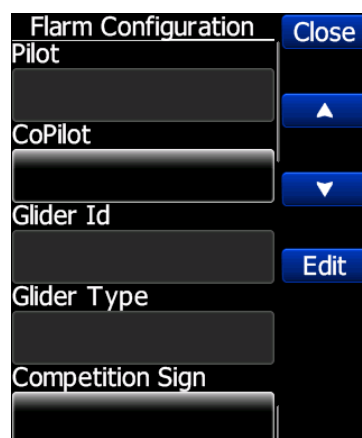 Flarm Configuration
Close
Pilot
CoPilot
Glider Id
Edit
Glider Type
Competition Sign